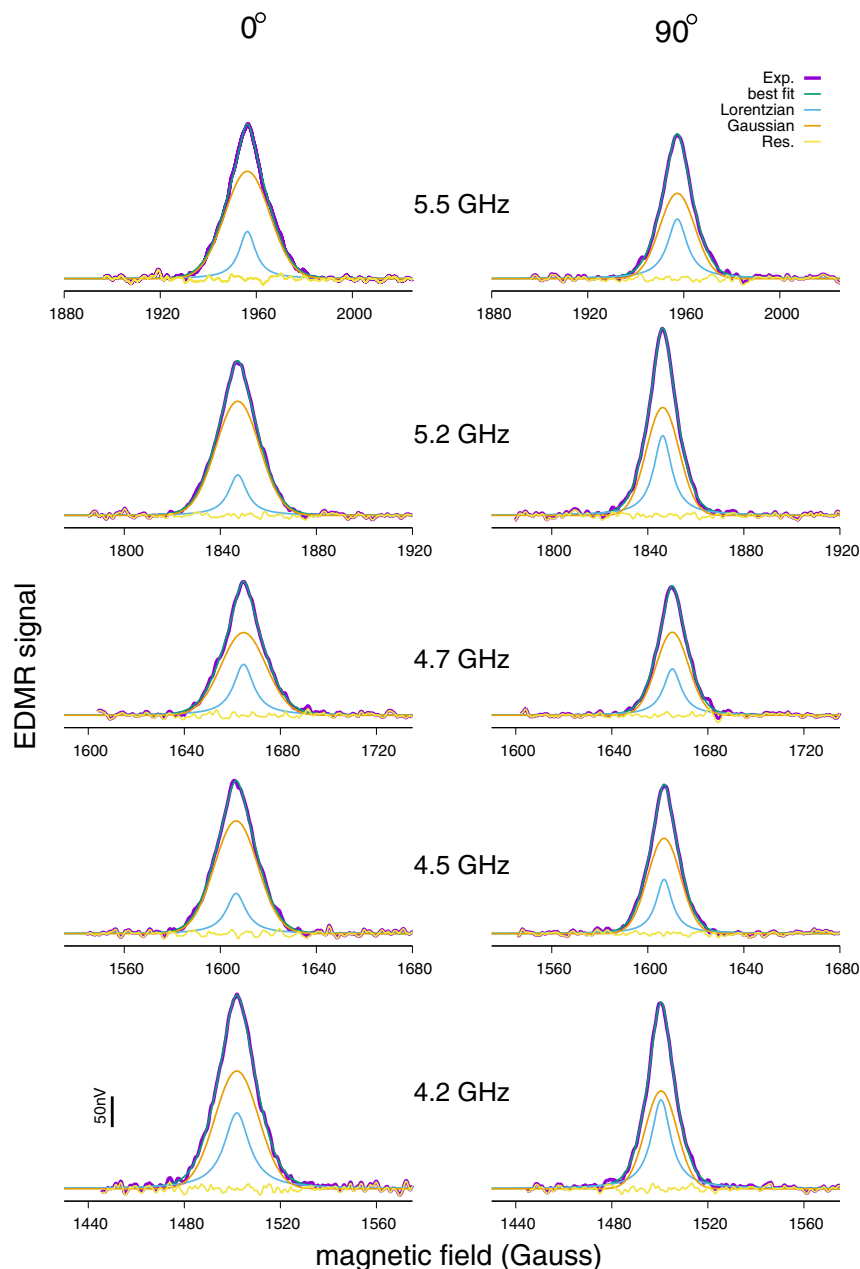 0° 90°
Exp.
best fit
Lorentzian
Gaussian
Res.
5.5 GHz
1880 1920 1960 2000 1880 1920 1960 2000
5.2 GHz
1800 1840 1880 1920 1800 1840 1880 1920
4.7 GHz
1600 1640 1680 1720 1600 1640 1680 1720
EDMR signal
4.5 GHz
1560 1600 1640 1680 1560 1600 1640 1680
4.2 GHz
50nV
1440 1480 1520 1560 1440 1480 1520 1560
magnetic field (Gauss)